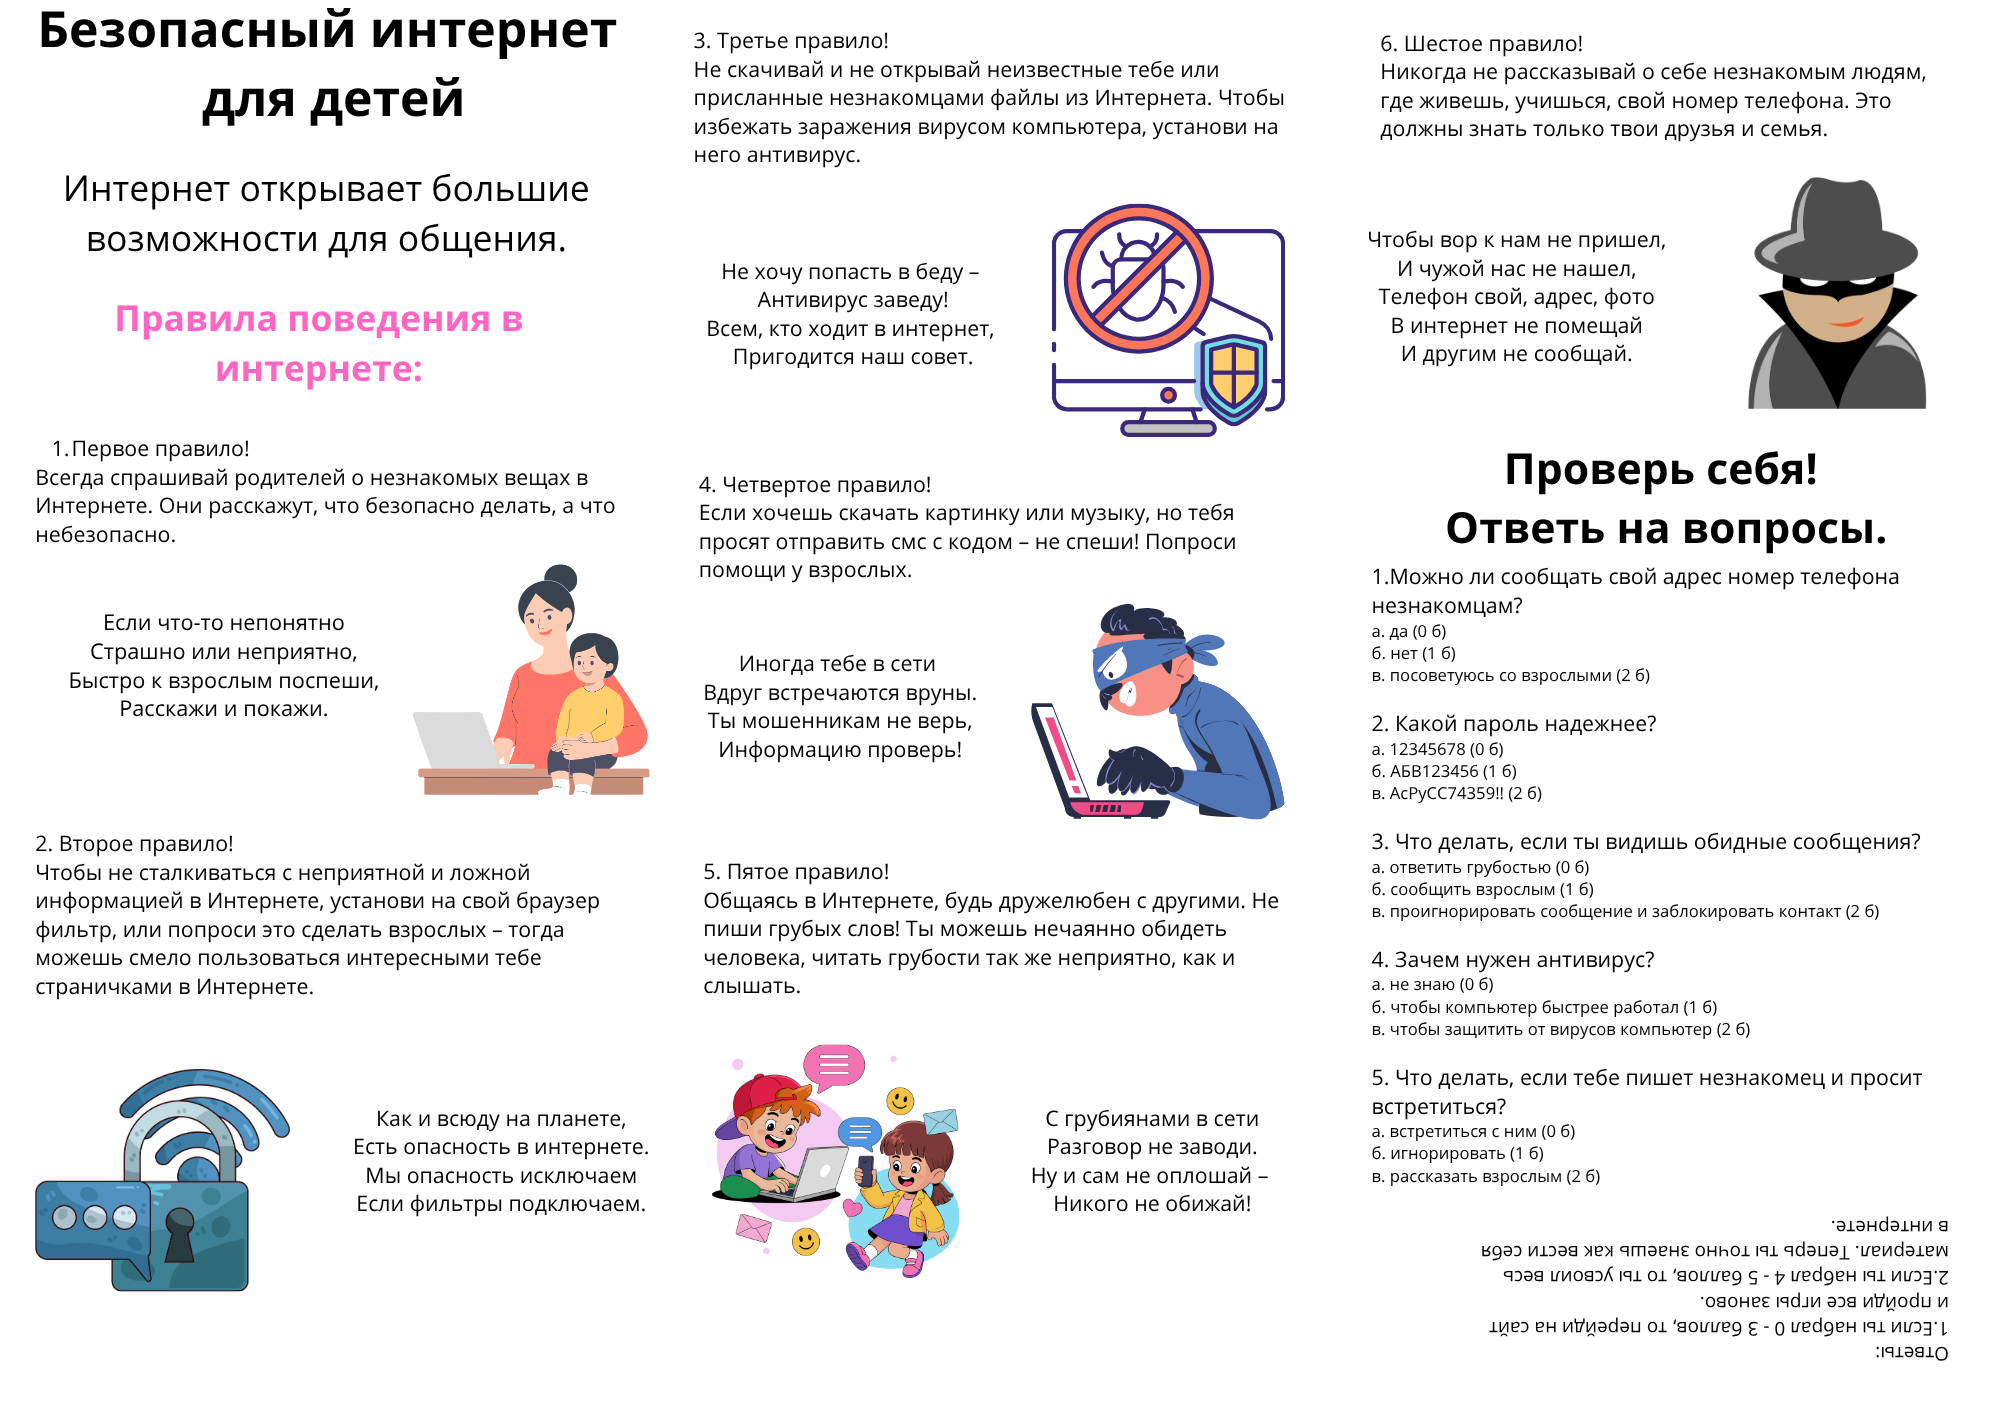 Безопасный интернет
для детей
Интернет открывает большие
возможности для общения.
Правила поведения в
интернете:
1. Первое правило!
Всегда спрашивай родителей о незнакомых вещах в
Интернете. Они расскажут, что безопасно делать, а что
небезопасно.
Если что-то непонятно
Страшно или неприятно,
Быстро к взрослым поспеши,
Расскажи и покажи.
2. Второе правило!
Чтобы не сталкиваться с неприятной и ложной
информацией в Интернете, установи на свой браузер
фильтр, или попроси это сделать взрослых – тогда
можешь смело пользоваться интересными тебе
страничками в Интернете.
Как и всюду на планете,
Есть опасность в интернете.
Мы опасность исключаем
Если фильтры подключаем.
3. Третье правило!
Не скачивай и не открывай неизвестные тебе или
присланные незнакомцами файлы из Интернета. Чтобы
избежать заражения вирусом компьютера, установи на
него антивирус.
Не хочу попасть в беду –
Антивирус заведу!
Всем, кто ходит в интернет,
Пригодится наш совет.
4. Четвертое правило!
Если хочешь скачать картинку или музыку, но тебя
просят отправить смс с кодом – не спеши! Попроси
помощи у взрослых.
Иногда тебе в сети
Вдруг встречаются вруны.
Ты мошенникам не верь,
Информацию проверь!
5. Пятое правило!
Общаясь в Интернете, будь дружелюбен с другими. Не
пиши грубых слов! Ты можешь нечаянно обидеть
человека, читать грубости так же неприятно, как и
слышать.
С грубиянами в сети
Разговор не заводи.
Ну и сам не оплошай –
Никого не обижай!
6. Шестое правило!
Никогда не рассказывай о себе незнакомым людям,
где живешь, учишься, свой номер телефона. Это
должны знать только твои друзья и семья.
Чтобы вор к нам не пришел,
И чужой нас не нашел,
Телефон свой, адрес, фото
В интернет не помещай
И другим не сообщай.
Проверь себя!
Ответь на вопросы.
1.Можно ли сообщать свой адрес номер телефона
незнакомцам?
а. да (0 б)
б. нет (1 б)
в. посоветуюсь со взрослыми (2 б)
2. Какой пароль надежнее?
а. 12345678 (0 б)
б. АБВ123456 (1 б)
в. АсРуСС74359!! (2 б)
3. Что делать, если ты видишь обидные сообщения?
а. ответить грубостью (0 б)
б. сообщить взрослым (1 б)
в. проигнорировать сообщение и заблокировать контакт (2 б)
4. Зачем нужен антивирус?
а. не знаю (0 б)
б. чтобы компьютер быстрее работал (1 б)
в. чтобы защитить от вирусов компьютер (2 б)
5. Что делать, если тебе пишет незнакомец и просит
встретиться?
а. встретиться с ним (0 б)
б. игнорировать (1 б)
в. рассказать взрослым (2 б)
Ответы:
1.Если ты набрал 0 - 3 баллов, то перейди на сайт
и пройди все игры заново.
2.Если ты набрал 4 - 5 баллов, то ты усвоил весь
материал. Теперь ты точно знаешь как вести себя
в интернете.